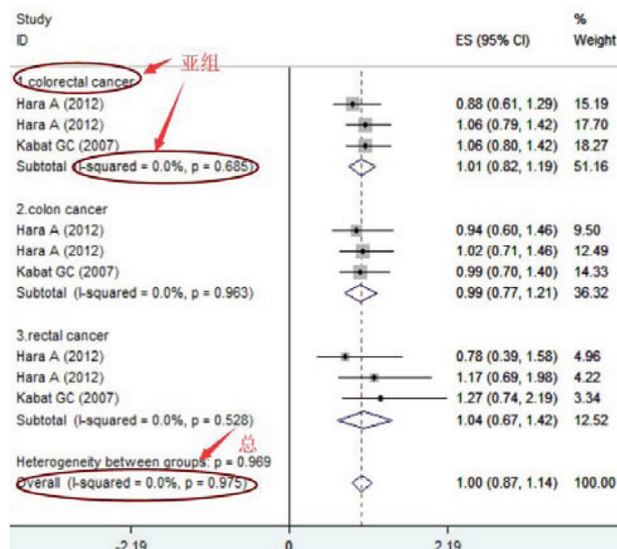 Study %
ID ES (95% CI) Weight
1.colorectal cancer 亚组
Hara A (2012) 0.88 (0.61, 1.29) 15.19
Hara A (2012) 1.06 (0.79, 1.42) 17.70
Kabat GC (2007) 1.06 (0.80, 1.42) 18.27
Subtotal (I-squared = 0.0%, p = 0.685) 1.01 (0.82, 1.19) 51.16
2.colon cancer
Hara A (2012) 0.94 (0.60, 1.46) 9.50
Hara A (2012) 1.02 (0.71, 1.46) 12.49
Kabat GC (2007) 0.99 (0.70, 1.40) 14.33
Subtotal (I-squared = 0.0%, p = 0.963) 0.99 (0.77, 1.21) 36.32
3.rectal cancer
Hara A (2012) 0.78 (0.39, 1.58) 4.96
Hara A (2012) 1.17 (0.69, 1.98) 4.22
Kabat GC (2007) 1.27 (0.74, 2.19) 3.34
Subtotal (I-squared = 0.0%, p = 0.528) 1.04 (0.67, 1.42) 12.52
总
Heterogeneity between groups: p = 0.969
Overall (I-squared = 0.0%, p = 0.975) 1.00 (0.87, 1.14) 100.00
-2.19 0 2.19